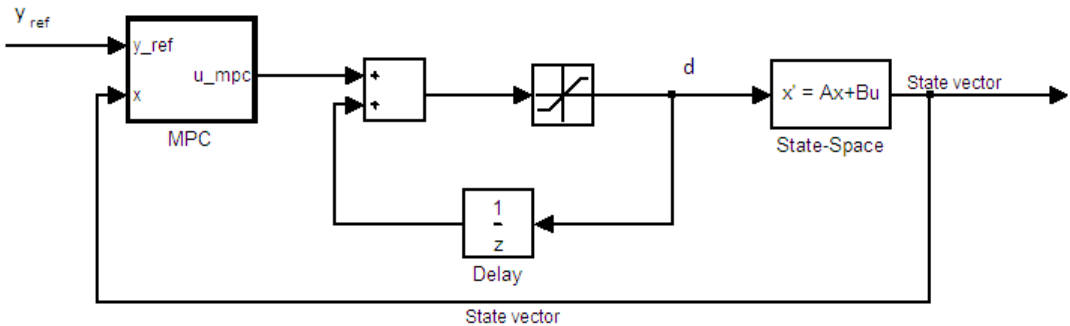 y ref
y_ref
u_mpc
x
MPC
+
+
d
x' = Ax+Bu
State-Space
State vector
1
-
z
Delay
State vector